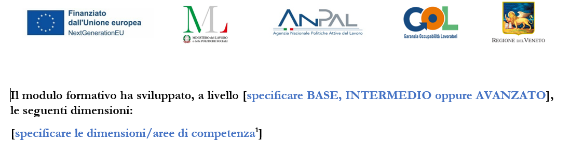 Finanziato
dall'Unione europea
NextGenerationEU
ML
ANPAL
Agenzia Nazionale Politiche Attive del Lavoro
GOL
Garanzia Occupabilità Lavoratori
REGIONE DEL VENETO
Il modulo formativo ha sviluppato, a livello [specificare BASE, INTERMEDIO oppure AVANZATO],
le seguenti dimensioni:
[specificare le dimensioni/aree di competenza¹]